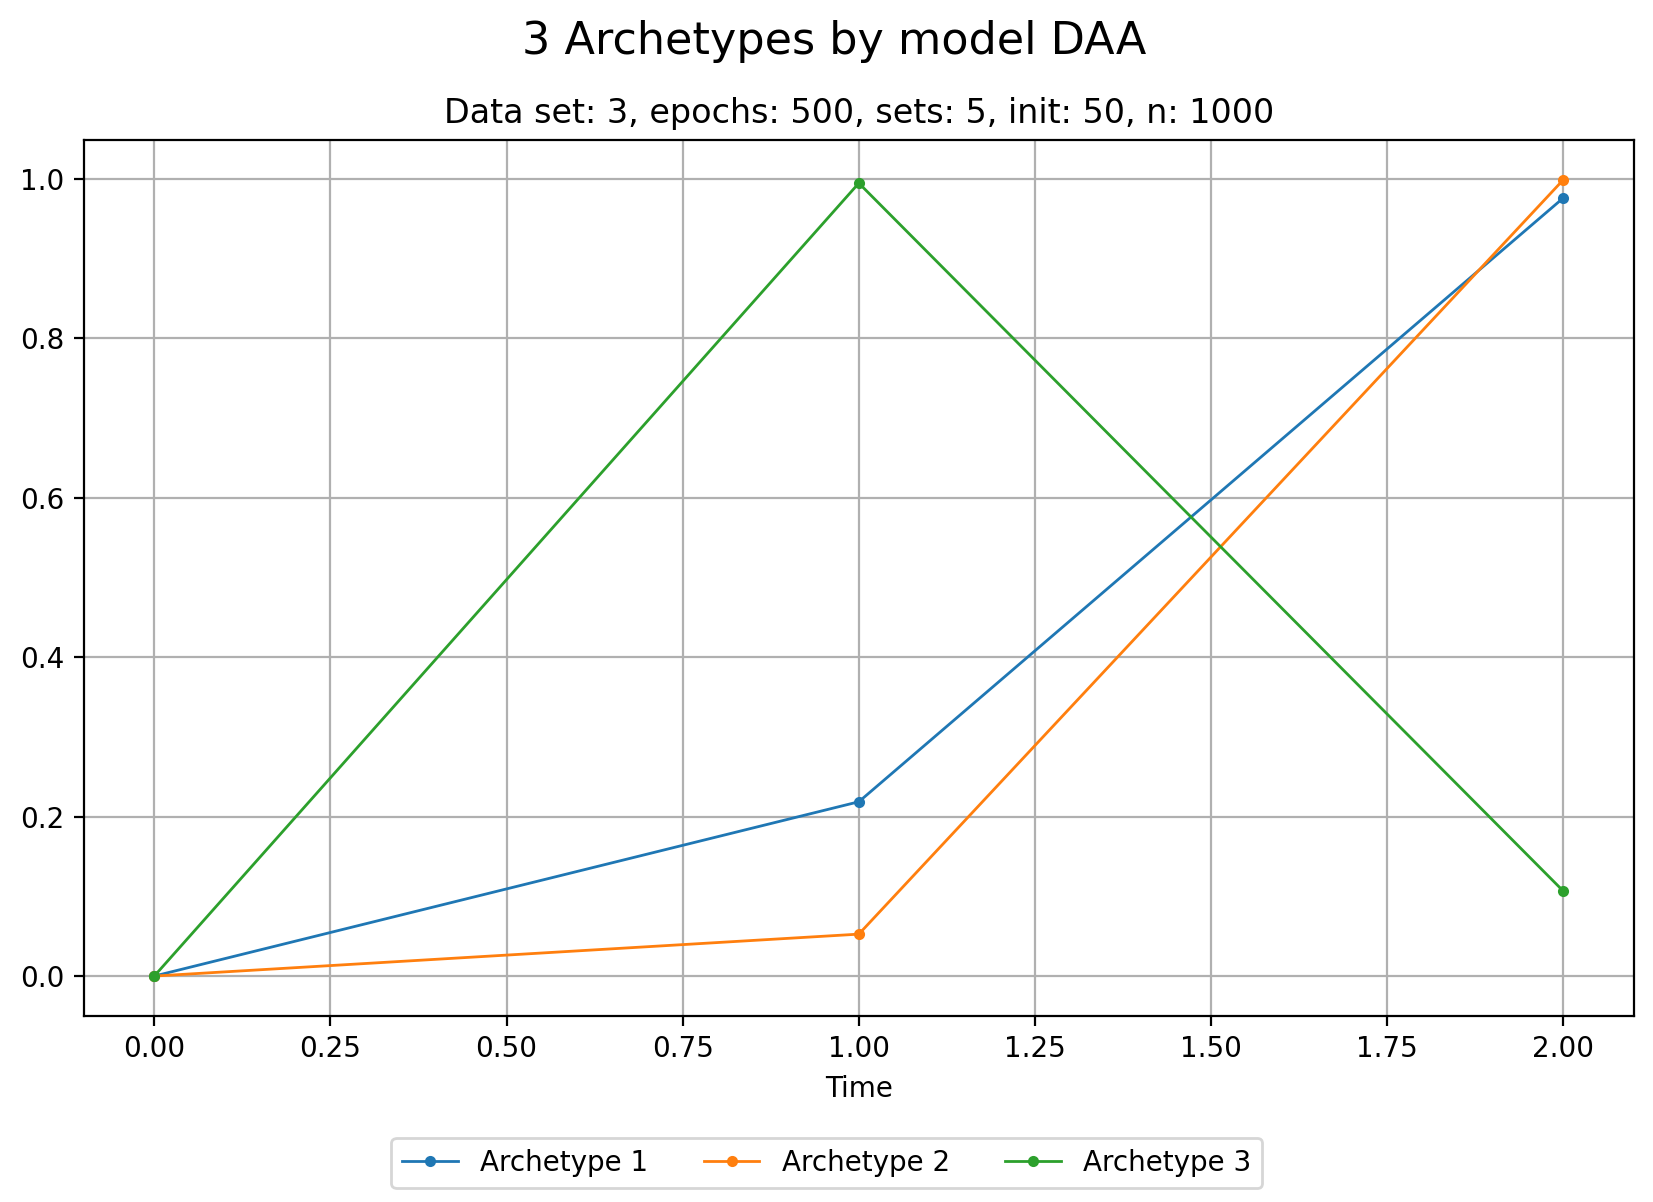 3 Archetypes by model DAA
Data set: 3, epochs: 500, sets: 5, init: 50, n: 1000
1.0
0.8
0.6
0.4
0.2
0.0
0.00 0.25 0.50 0.75 1.00 1.25 1.50 1.75 2.00
Time
Archetype 1 Archetype 2 Archetype 3